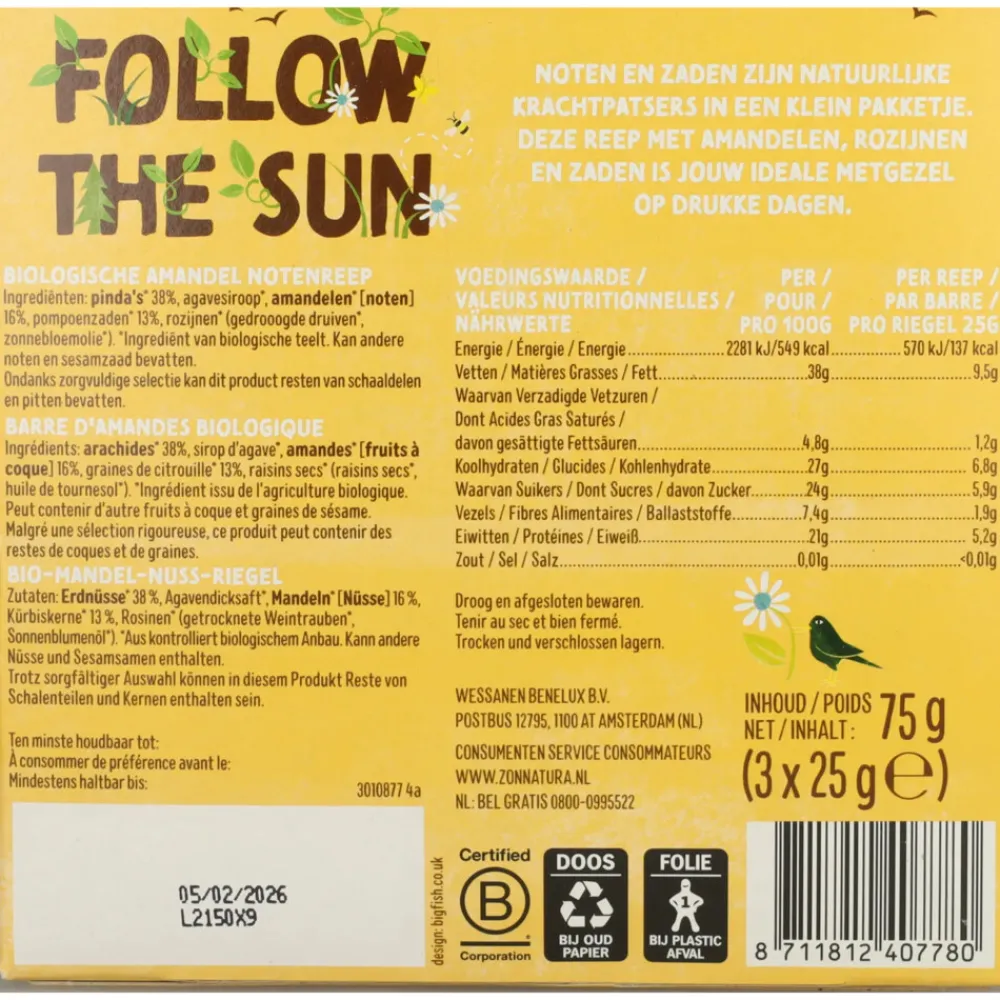 FOLLOW
THE SUN
NOTEN EN ZADEN ZIJN NATUURLIJKE
KRACHTPATSERS IN EEN KLEIN PAKKETJE.
DEZE REEP MET AMANDELEN, ROZIJNEN
EN ZADEN IS JOUW IDEALE METGEZEL
OP DRUKKE DAGEN.
BIOLOGISCHE AMANDEL NOTENREEP
Ingrediënten: pinda's* 38%, agavesiroop*, amandelen* [noten]
16%, pompoenzaden* 13%, rozijnen* (gedrooogde druiven*,
zonnebloemolie*). *Ingrediënt van biologische teelt. Kan andere
noten en sesamzaad bevatten.
Ondanks zorgvuldige selectie kan dit product resten van schaaldelen
en pitten bevatten.
BARRE D'AMANDES BIOLOGIQUE
Ingrédients: arachides* 38%, sirop d'agave*, amandes* [fruits à
coque] 16%, graines de citrouille* 13%, raisins secs* (raisins secs*,
huile de tournesol*). *Ingrédient issu de l'agriculture biologique.
Peut contenir d'autre fruits à coque et graines de sésame.
Malgré une sélection rigoureuse, ce produit peut contenir des
restes de coques et de graines.
BIO-MANDEL-NUSS-RIEGEL
Zutaten: Erdnüsse* 38 %, Agavendicksaft*, Mandeln* [Nüsse] 16 %,
Kürbiskerne* 13 %, Rosinen* (getrocknete Weintrauben*,
Sonnenblumenöl*). *Aus kontrolliert biologischem Anbau. Kann andere
Nüsse und Sesamsamen enthalten.
Trotz sorgfältiger Auswahl können in diesem Produkt Reste von
Schalenteilen und Kernen enthalten sein.
Ten minste houdbaar tot:
À consommer de préférence avant le:
Mindestens haltbar bis:
3010877 4a
05/02/2026
L2150X9
VOEDINGSWAARDE / PER / PER REEP /
VALEURS NUTRITIONNELLES / POUR / PAR BARRE /
NÄHRWERTE PRO 100G PRO RIEGEL 25G
Energie / Énergie / Energie 2281 kJ/549 kcal 570 kJ/137 kcal
Vetten / Matières Grasses / Fett 38g 9,5g
Waarvan Verzadigde Vetzuren /
Dont Acides Gras Saturés /
davon gesättigte Fettsäuren 4,8g 1,2g
Koolhydraten / Glucides / Kohlenhydrate 27g 6,8g
Waarvan Suikers / Dont Sucres / davon Zucker 24g 5,9g
Vezels / Fibres Alimentaires / Ballaststoffe 7,4g 1,9g
Eiwitten / Protéines / Eiweiß 21g 5,2g
Zout / Sel / Salz 0,01g <0,01g
Droog en afgesloten bewaren.
Tenir au sec et bien fermé.
Trocken und verschlossen lagern.
WESSANEN BENELUX B.V.
POSTBUS 12795, 1100 AT AMSTERDAM (NL)
CONSUMENTEN SERVICE CONSOMMATEURS
WWW.ZONNATURA.NL
NL: BEL GRATIS 0800-0995522
INHOUD / POIDS
NET / INHALT: 75 g
(3 x 25 g ℮)
design: bigfish.co.uk
Certified
B
Corporation
DOOS
BIJ OUD
PAPIER
FOLIE
1
BIJ PLASTIC
AFVAL
8 711812 407780